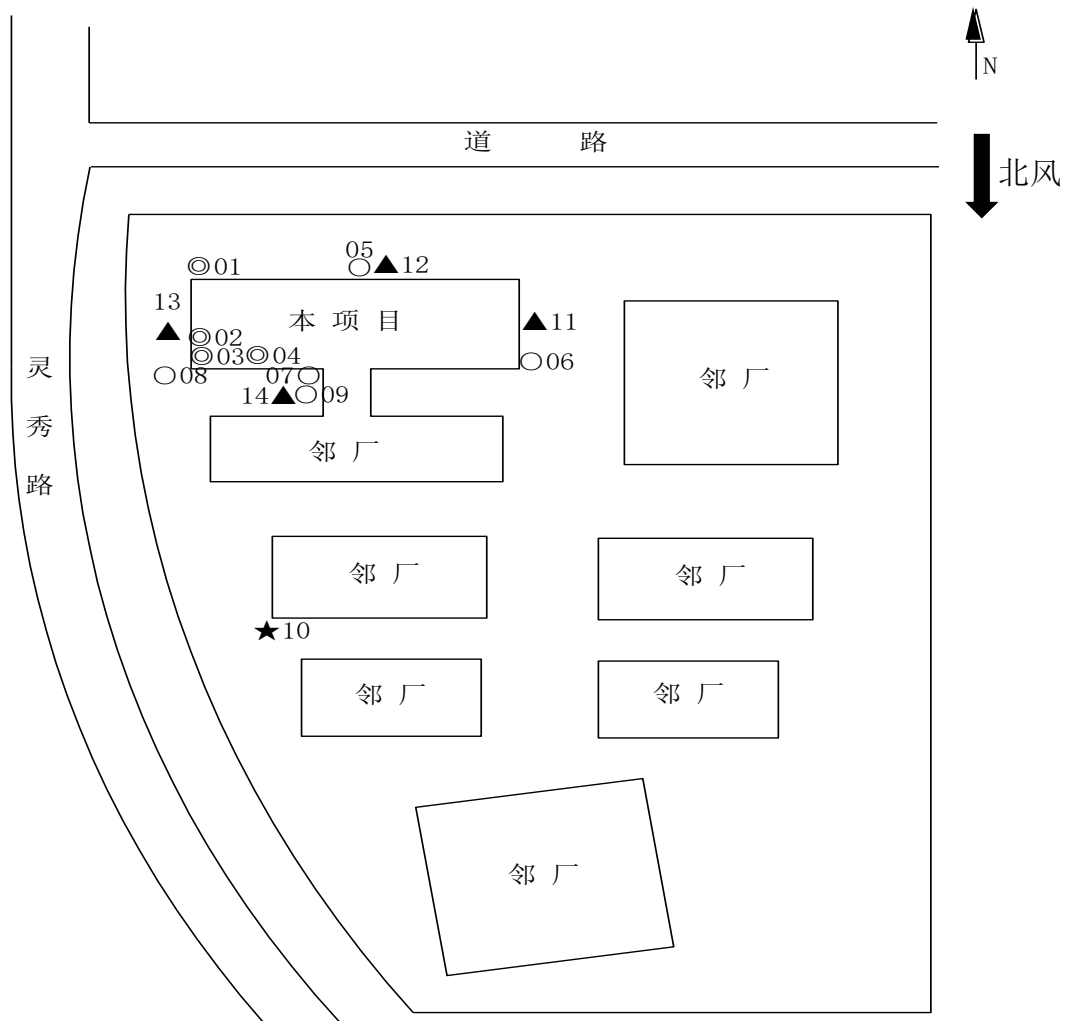 N
道 路
北风
05
◎01
○▲12
13
本 项 目
▲11
▲
◎02
◎03 ◎04
○06
○08
07○
14▲○09
灵秀路
邻 厂
邻 厂
邻 厂
邻 厂
★10
邻 厂
邻 厂
邻 厂